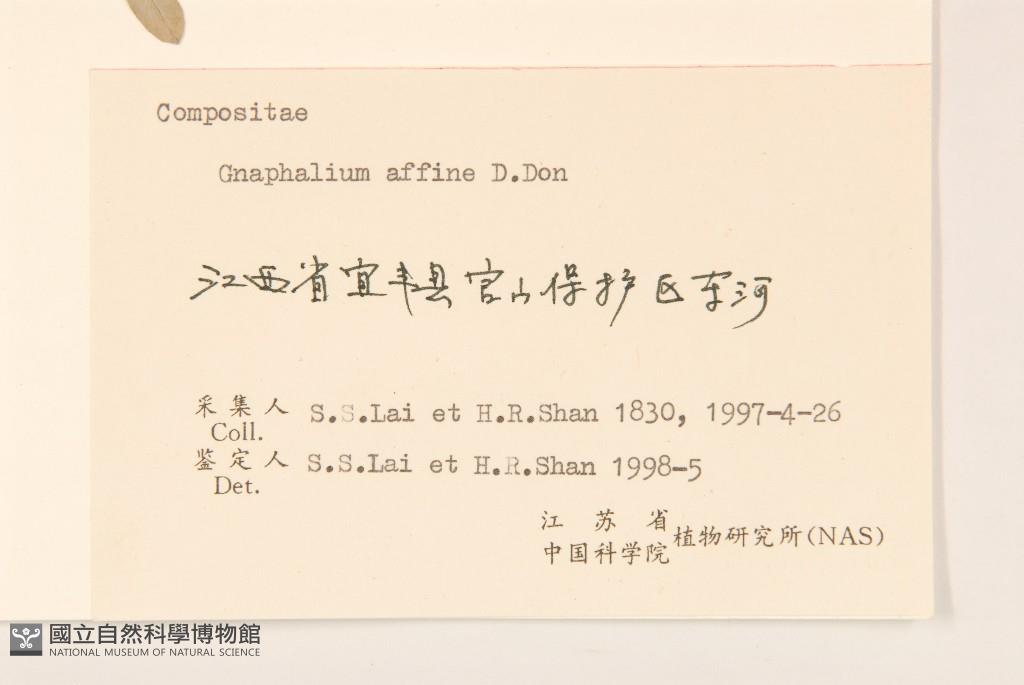 Compositae
Gnaphalium affine D.Don
江西省宜丰县官山保护区东河
采集人 S.S.Lai et H.R.Shan 1830, 1997-4-26
Coll.
鉴定人 S.S.Lai et H.R.Shan 1998-5
Det.
江苏省
中国科学院植物研究所(NAS)
國立自然科學博物館
NATIONAL MUSEUM OF NATURAL SCIENCE